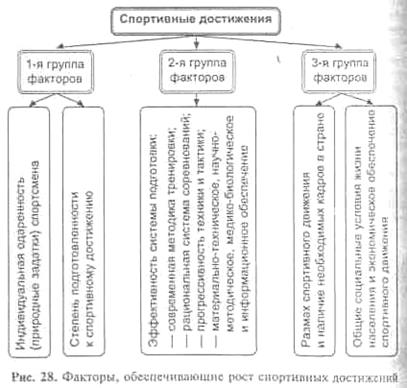 Спортивные достижения
1-я группа
факторов
2-я группа
факторов
3-я группа
факторов
Индивидуальная одаренность
(природные задатки) спортсмена
Степень подготовленности
к спортивному достижению
Эффективность системы подготовки:
— современная методика тренировки;
— рациональная система соревнований;
— прогрессивность техники и тактики;
— материально-техническое, научно-
методическое, медико-биологическое
и информационное обеспечение
Размах спортивного движения
и наличие необходимых кадров в стране
Общие социальные условия жизни
населения и экономическое обеспечение
спортивного движения
Рис. 28. Факторы, обеспечивающие рост спортивных достижений